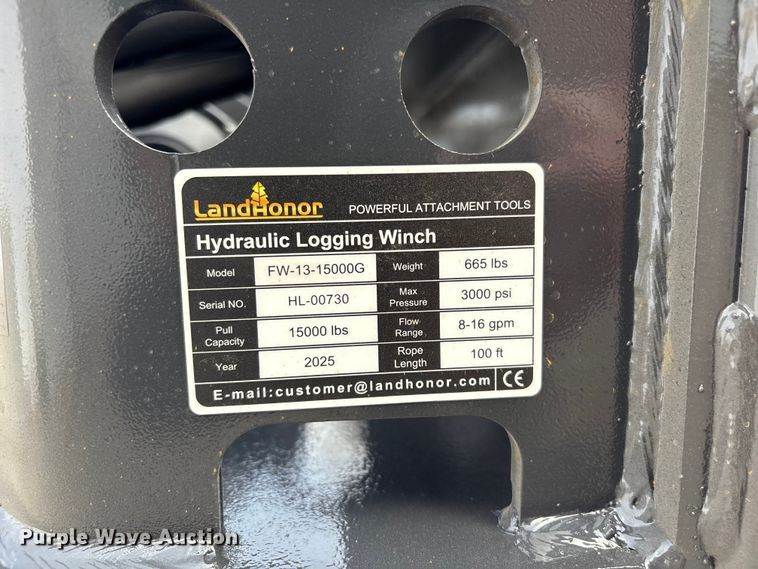 LandHonor POWERFUL ATTACHMENT TOOLS
Hydraulic Logging Winch
Model FW-13-15000G Weight 665 lbs
Serial NO. HL-00730 Max Pressure 3000 psi
Pull Capacity 15000 lbs Flow Range 8-16 gpm
Year 2025 Rope Length 100 ft
E-mail:customer@landhonor.com CE
Purple Wave Auction